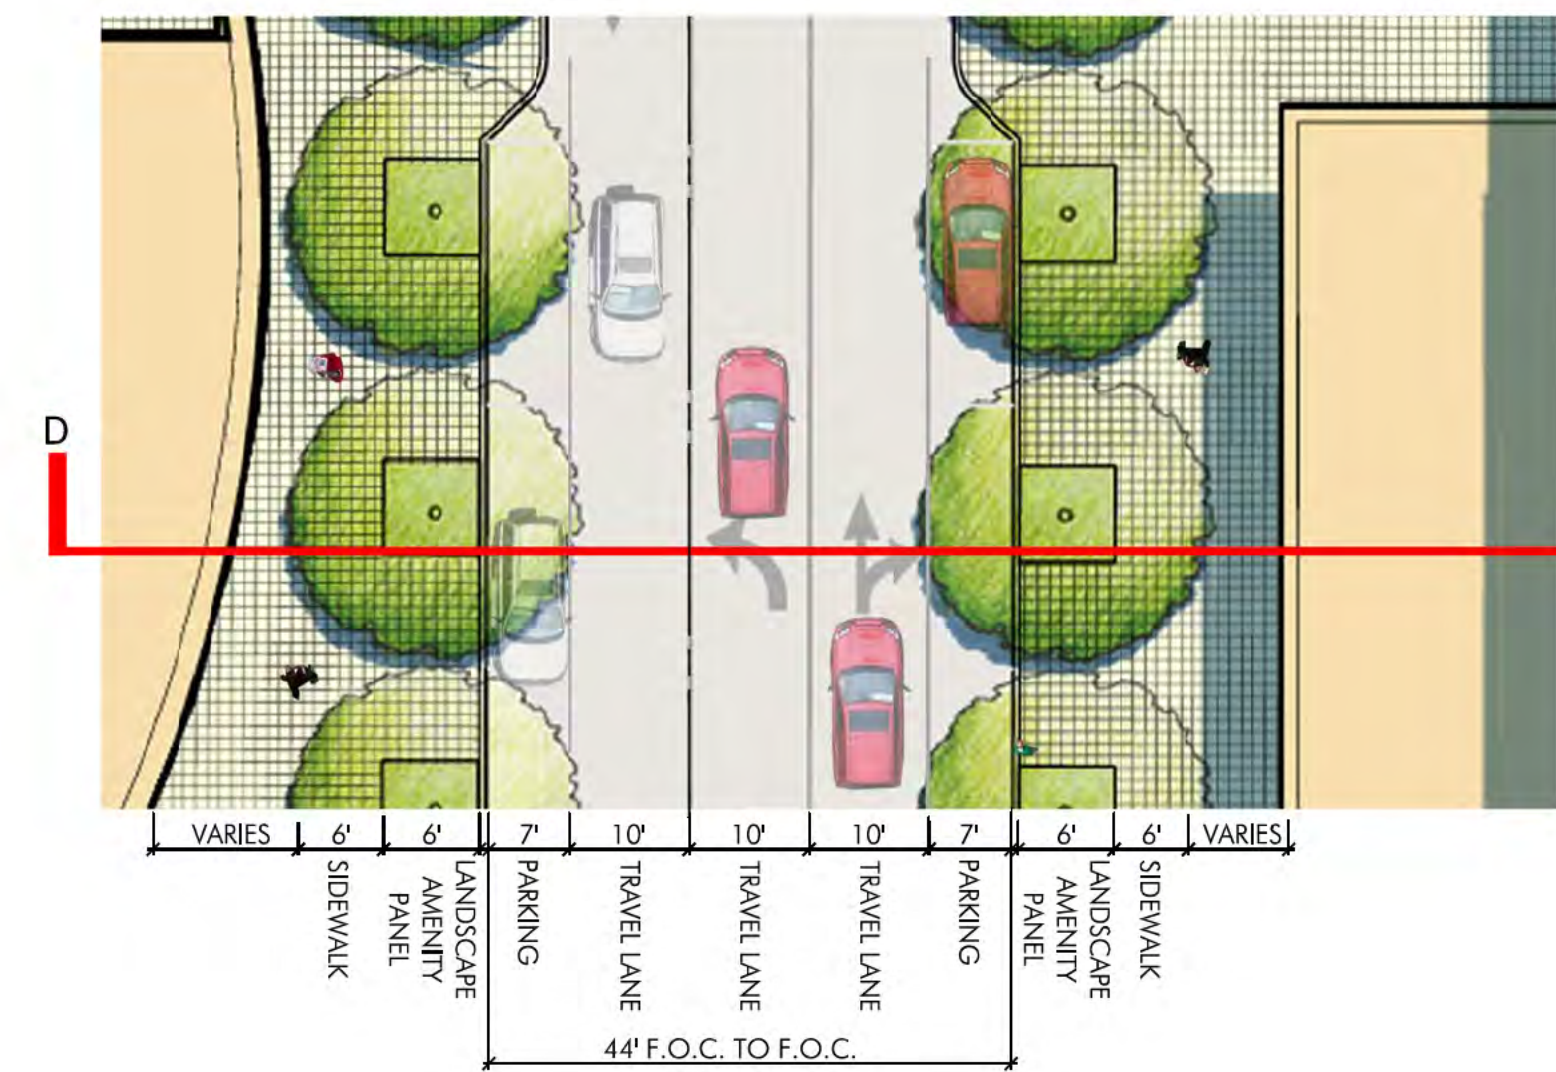 D
VARIES 6' 6' 7' 10' 10' 10' 7' 6' 6' VARIES
SIDEWALK
LANDSCAPE
AMENITY
PANEL
PARKING
TRAVEL LANE
TRAVEL LANE
TRAVEL LANE
PARKING
LANDSCAPE
AMENITY
PANEL
SIDEWALK
44' F.O.C. TO F.O.C.